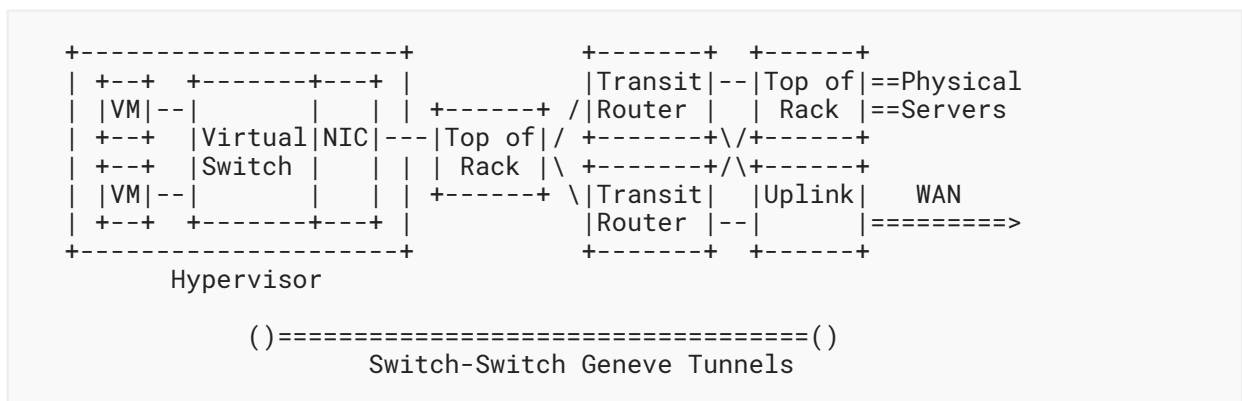 +---------------------+           +-------+  +------+
| +--+  +-------+---+ |           |Transit|--|Top of|==Physical
| |VM|--|       |   | | +------+ /|Router |  | Rack |==Servers
| +--+  |Virtual|NIC|---|Top of|/ +-------+\/+------+
| +--+  |Switch |   | | | Rack |\ +-------+/\+------+
| |VM|--|       |   | | +------+ \|Transit|  |Uplink|   WAN
| +--+  +-------+---+ |           |Router |--|      |=========>
+---------------------+           +-------+  +------+
Hypervisor
()===================================()
Switch-Switch Geneve Tunnels